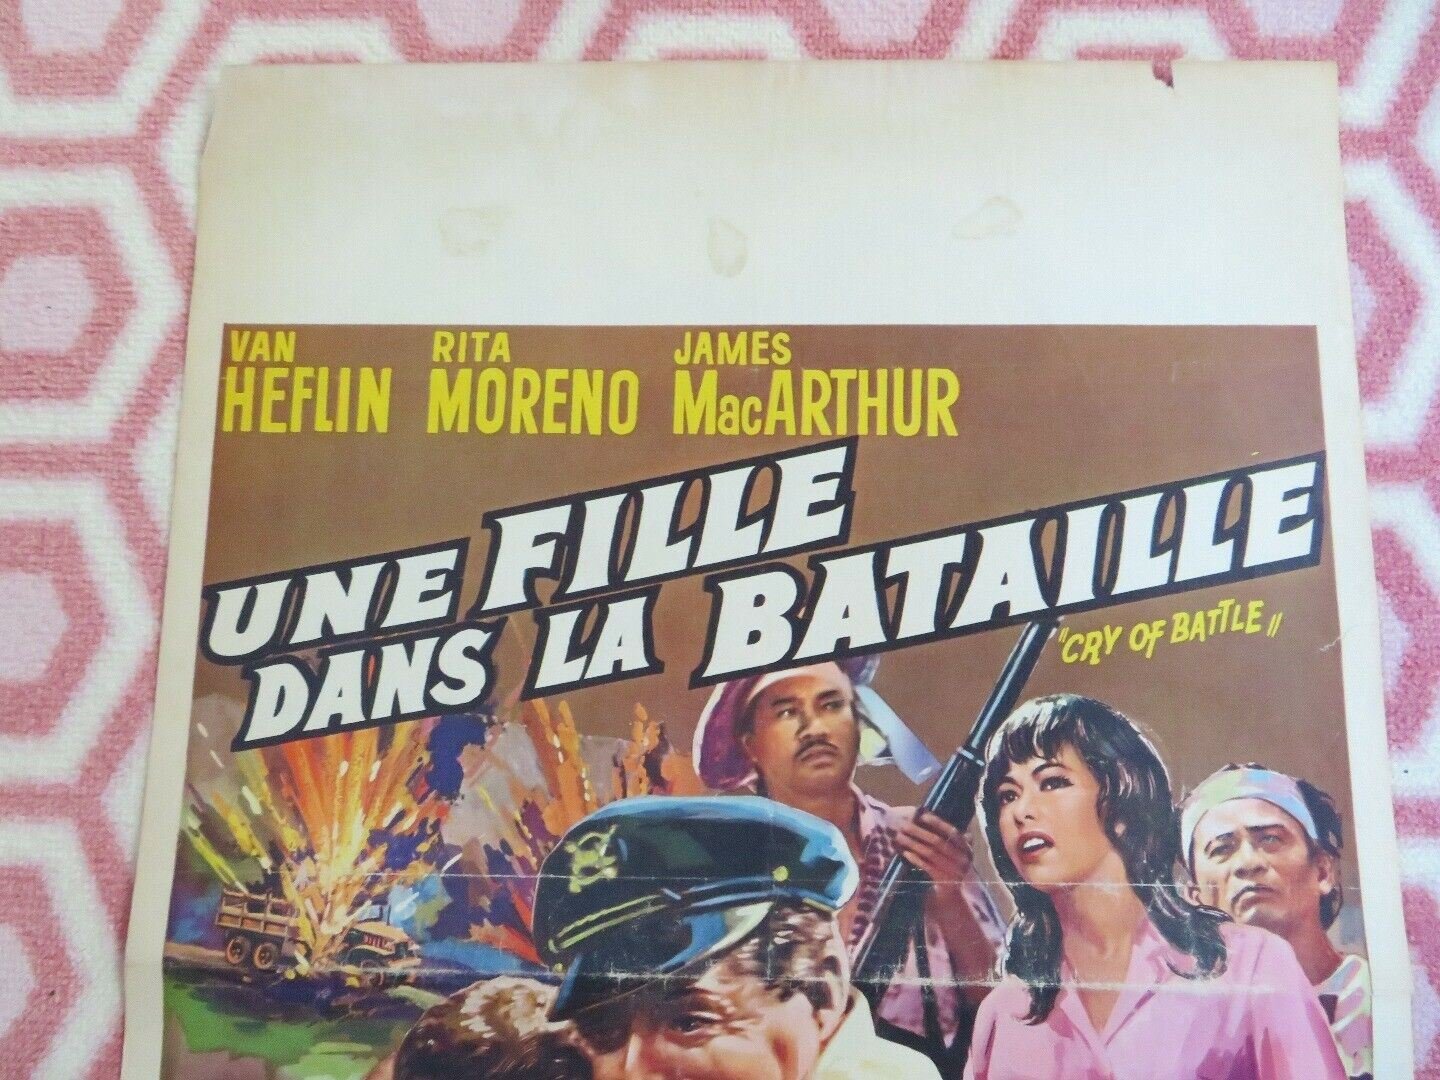 VAN RITA JAMES
HEFLIN MORENO MacARTHUR
UNE FILLE
DANS LA BATAILLE
"CRY OF BATTLE"